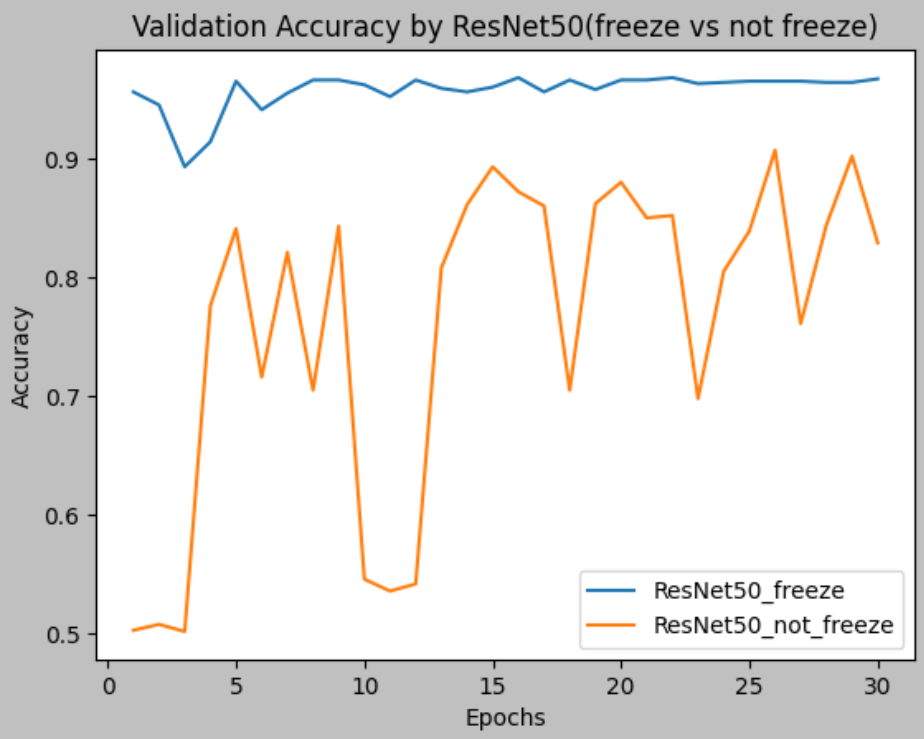 Validation Accuracy by ResNet50(freeze vs not freeze)
Accuracy
0.9
0.8
0.7
0.6
0.5
ResNet50_freeze
ResNet50_not_freeze
0 5 10 15 20 25 30
Epochs